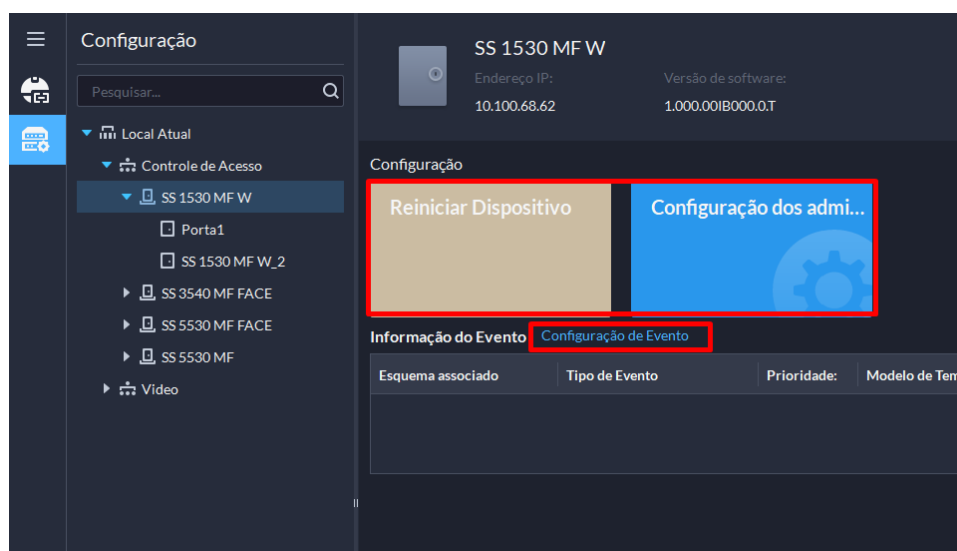 Configuração
Pesquisar...
Local Atual
Controle de Acesso
SS 1530 MF W
Porta1
SS 1530 MF W_2
SS 3540 MF FACE
SS 5530 MF FACE
SS 5530 MF
Video
SS 1530 MF W
Endereço IP: Versão de software:
10.100.68.62 1.000.00IB000.0.T
Configuração
Reiniciar Dispositivo Configuração dos admi...
Informação do Evento Configuração de Evento
Esquema associado Tipo de Evento Prioridade: Modelo de Tem